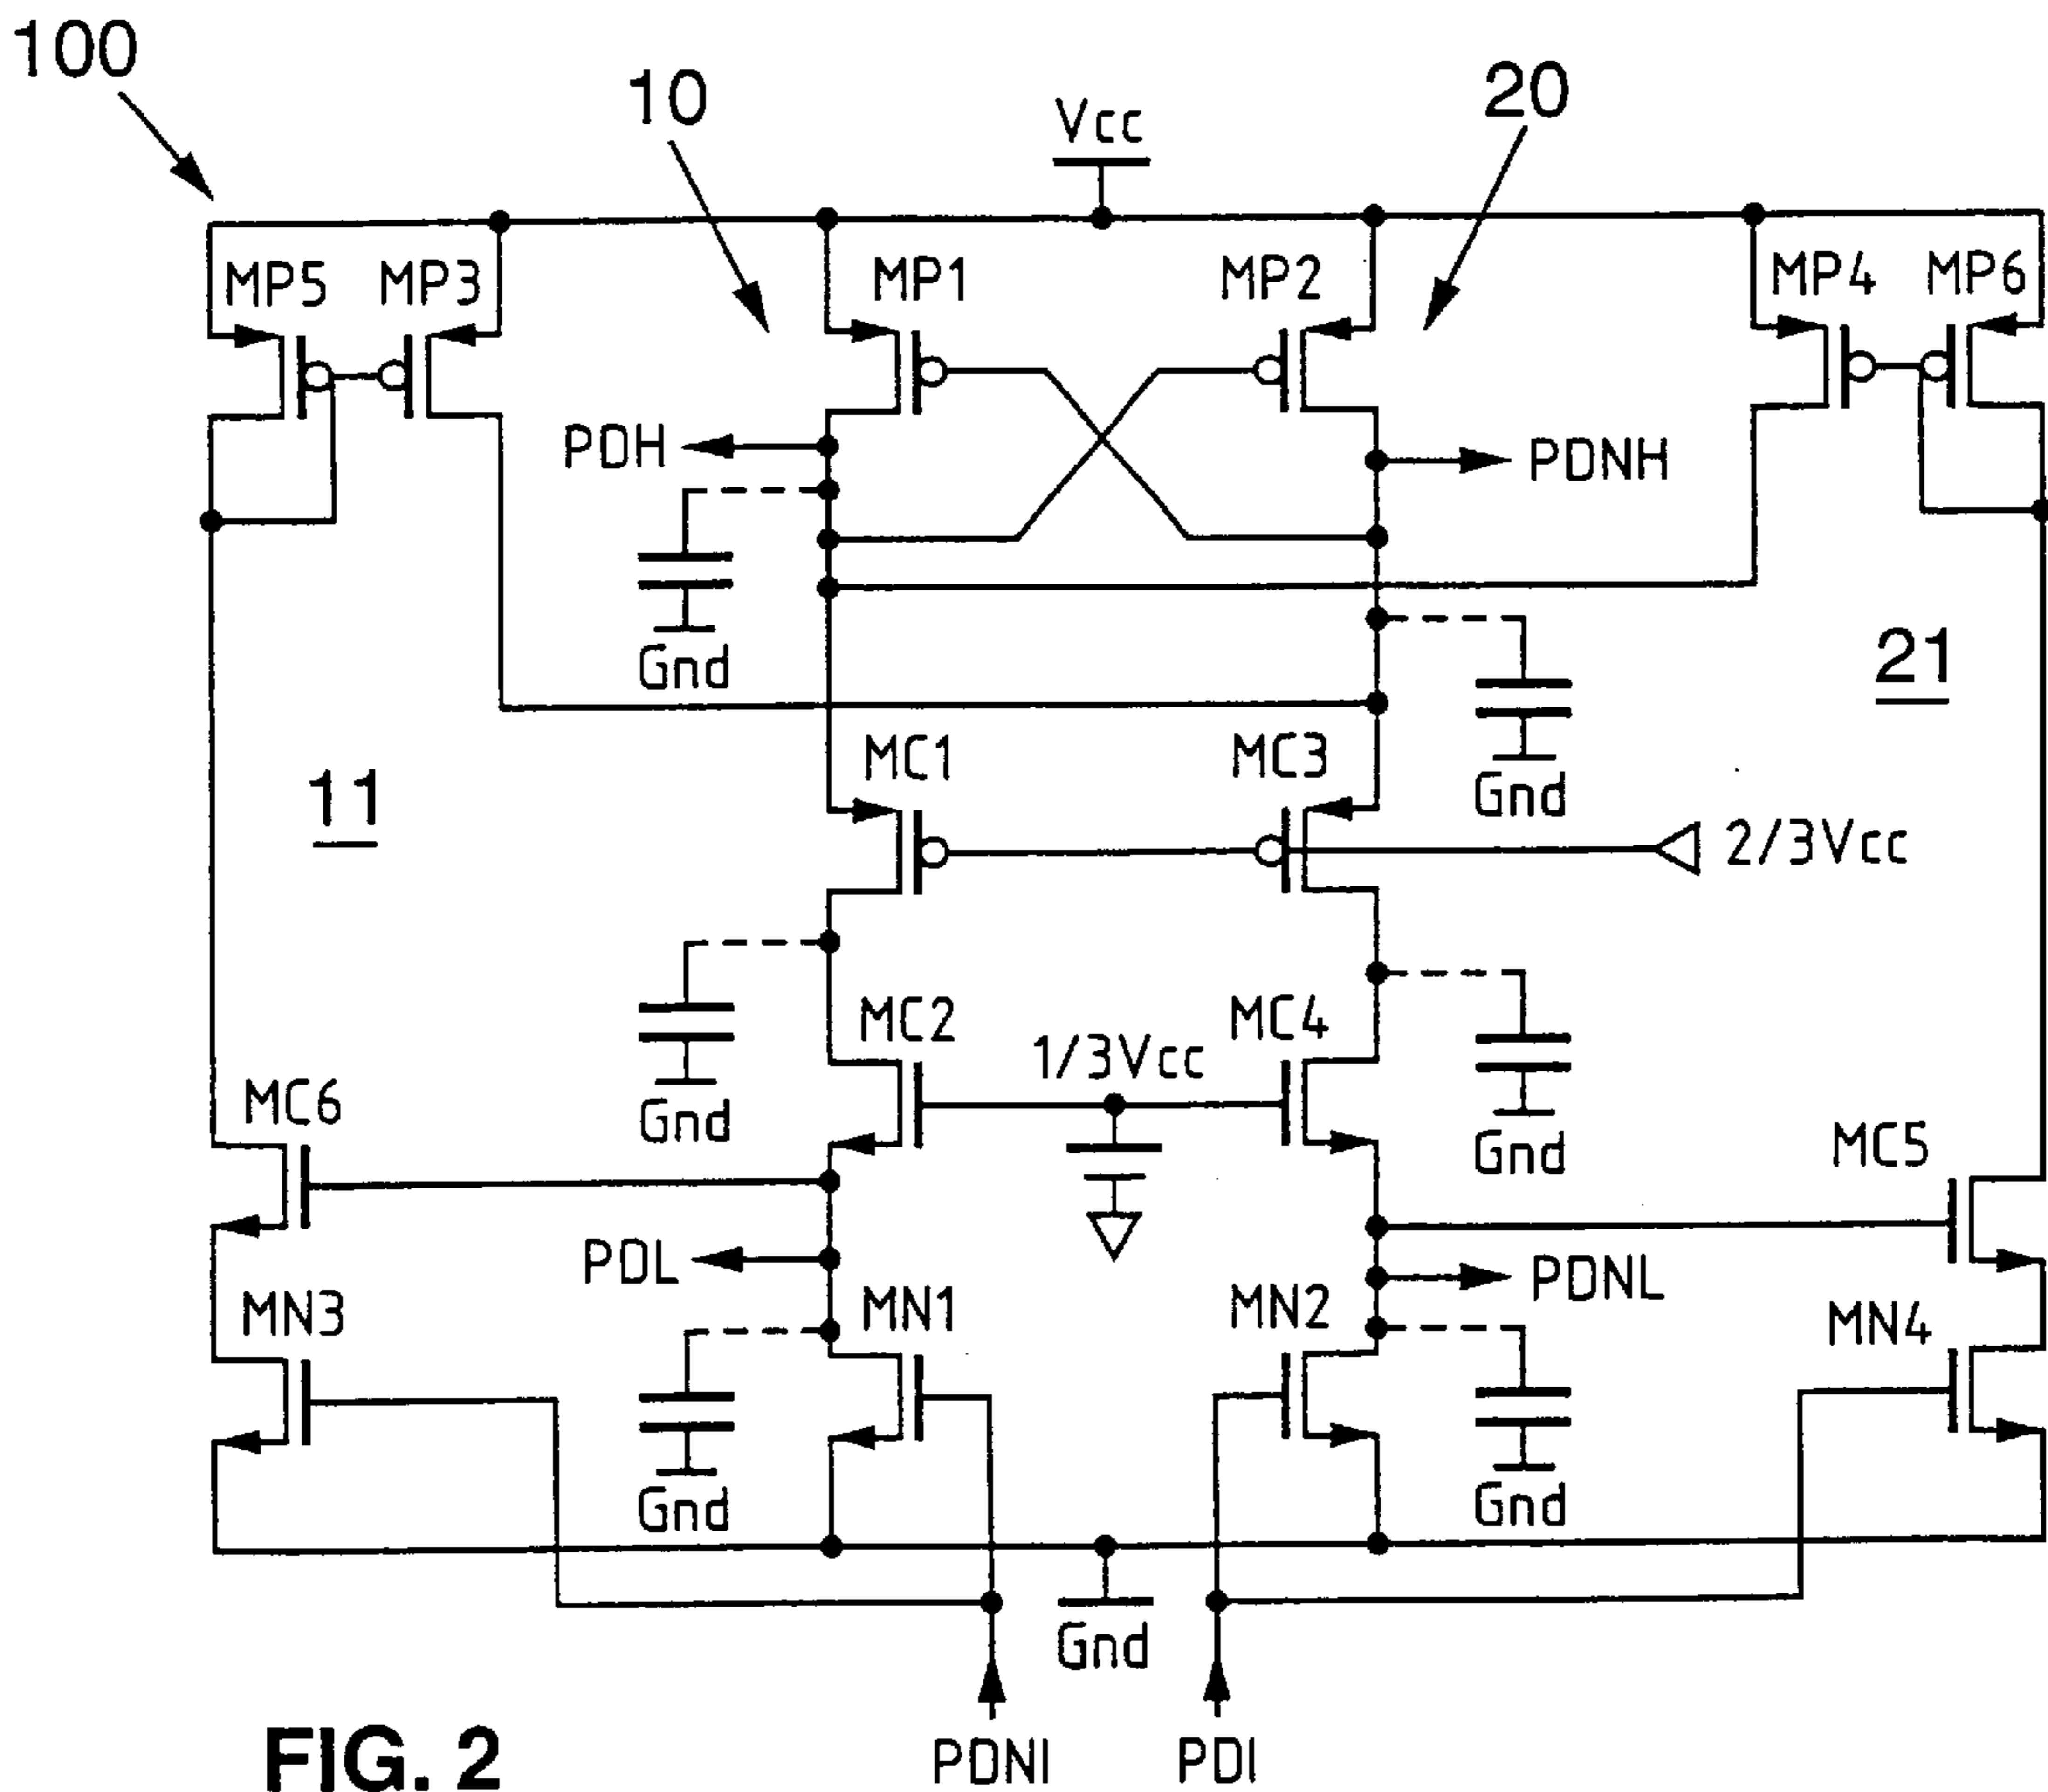 100
10
20
Vcc
MP5
MP3
MP1
MP2
MP4
MP6
PDH
PDNH
Gnd
21
MC1
MC3
Gnd
11
2/3Vcc
MC2
MC4
1/3Vcc
MC6
Gnd
Gnd
MC5
PDL
PDNL
MN3
MN1
MN2
MN4
Gnd
Gnd
Gnd
PDNI
PDI
FIG. 2